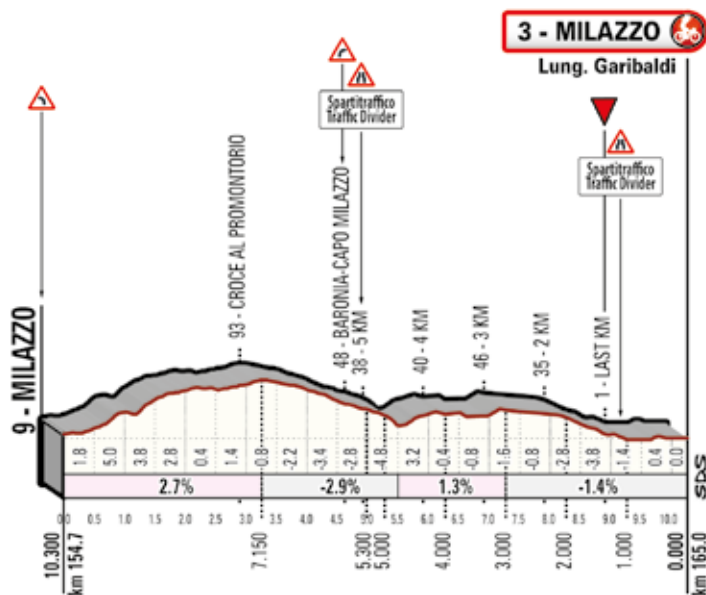 3 - MILAZZO
Lung. Garibaldi
Spartitraffico
Traffic Divider
Spartitraffico
Traffic Divider
9 - MILAZZO
93 - CROCE AL PROMONTORIO
48 - BARONIA-CAPO MILAZZO
38 - 5 KM
40 - 4 KM
46 - 3 KM
35 - 2 KM
1 - LAST KM
1.8 5.0 3.8 2.8 0.4 1.4 -0.8 -2.2 -3.4 -2.8 -4.8 3.2 -0.4 -0.8 1.6 -0.8 -2.8 -3.8 -1.4 0.4 0.0
2.7% -2.9% 1.3% -1.4%
0.0 0.5 1.0 1.5 2.0 2.5 3.0 3.5 4.0 4.5 5.0 5.5 6.0 6.5 7.0 7.5 8.0 8.5 9.0 9.5 10.0
10.300 7.150 5.300 5.000 4.000 3.000 2.000 1.000 0.000
km 154.7 km 165.0
SDS